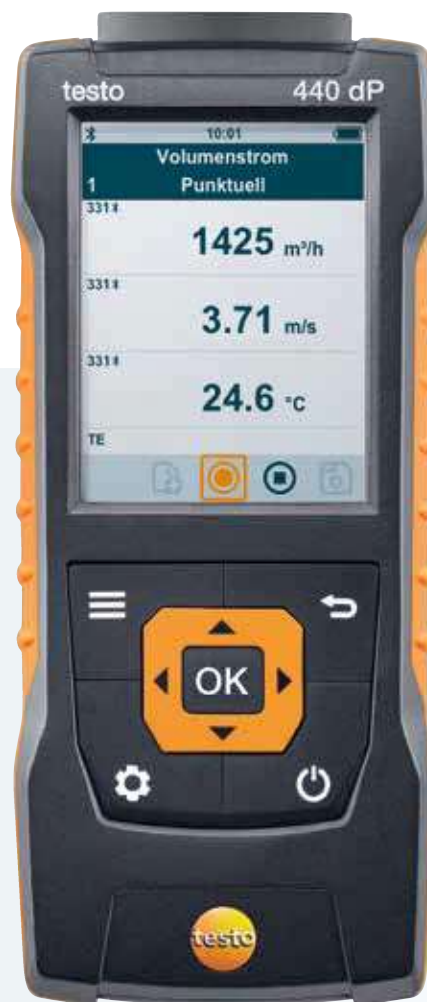 testo 440 dP
10:01
Volumenstrom
1 Punktuell
331
1425 m³/h
331
3.71 m/s
331
24.6 °C
TE
OK
testo